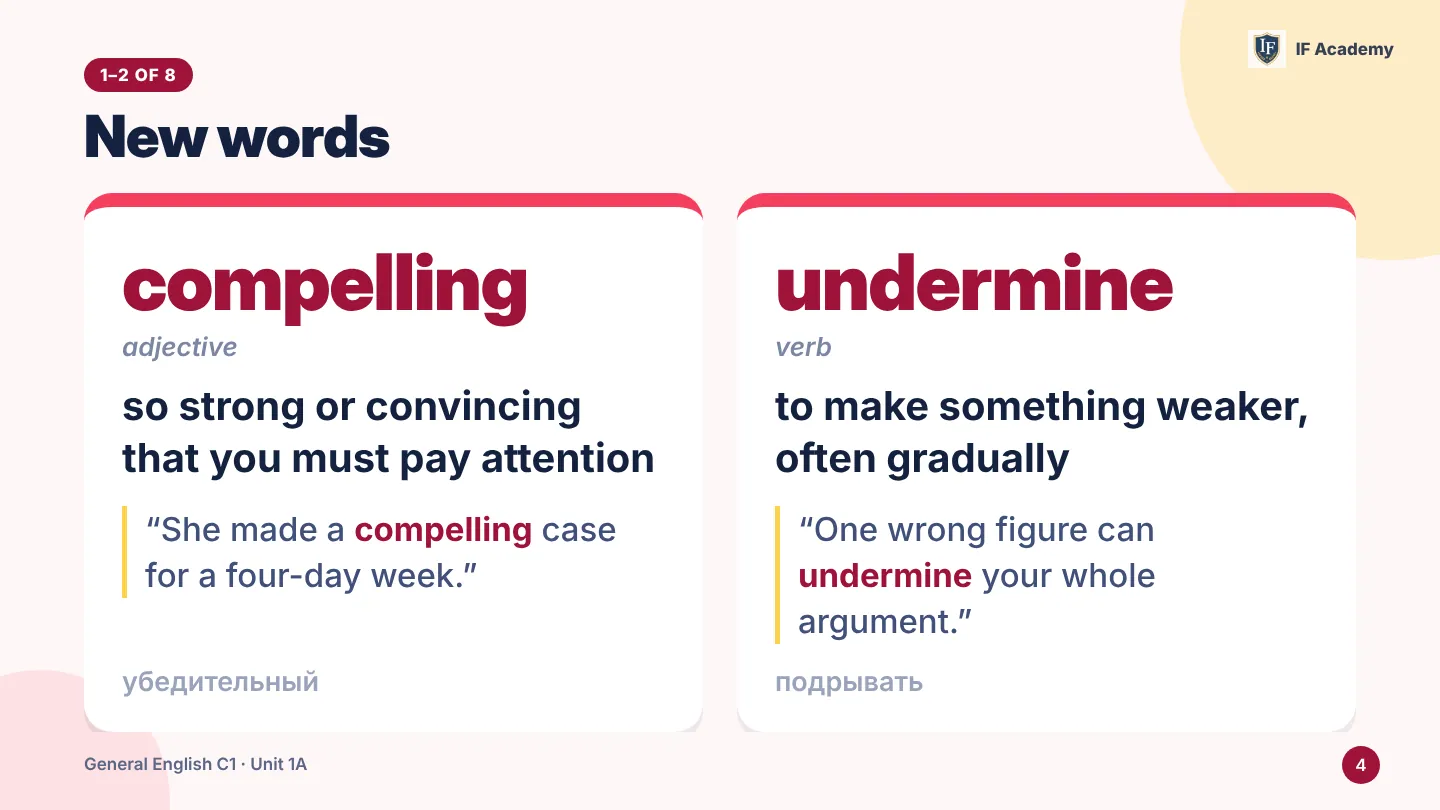 IF
IF Academy
1–2 OF 8
New words
compelling
adjective
so strong or convincing
that you must pay attention
“She made a compelling case
for a four-day week.”
убедительный
undermine
verb
to make something weaker,
often gradually
“One wrong figure can
undermine your whole
argument.”
подрывать
General English C1 · Unit 1A
4